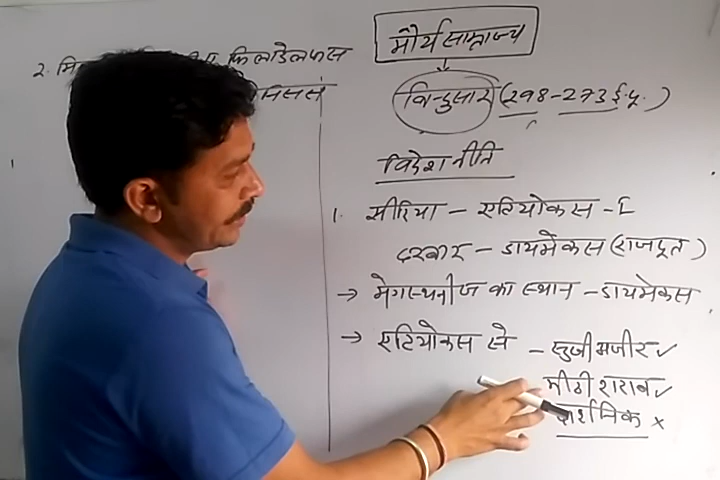 मौर्य साम्राज्य
↓
बिन्दुसार (298-273 ई.पू.)
विदेश नीति
1. सीरिया - एंटियोकस - I
दरबार - डायमेकस (राजदूत)
→ मेगस्थनीज का स्थान - डायमेकस
→ एंटियोकस से - सुखी मंजीर ✓
मीठी शराब ✓
दार्शनिक x
2. फिलाडेलफस